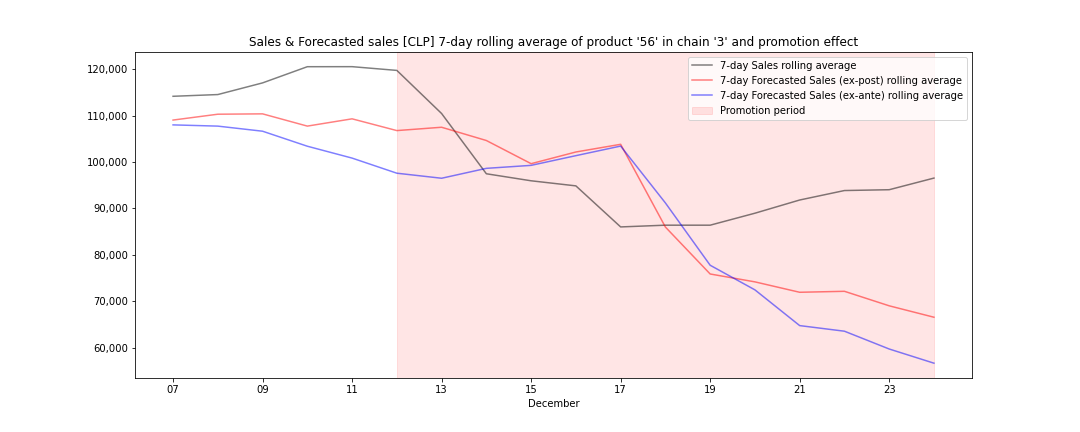 Sales & Forecasted sales [CLP] 7-day rolling average of product '56' in chain '3' and promotion effect
7-day Sales rolling average
7-day Forecasted Sales (ex-post) rolling average
7-day Forecasted Sales (ex-ante) rolling average
Promotion period
120,000
110,000
100,000
90,000
80,000
70,000
60,000
07 09 11 13 15 17 19 21 23
December